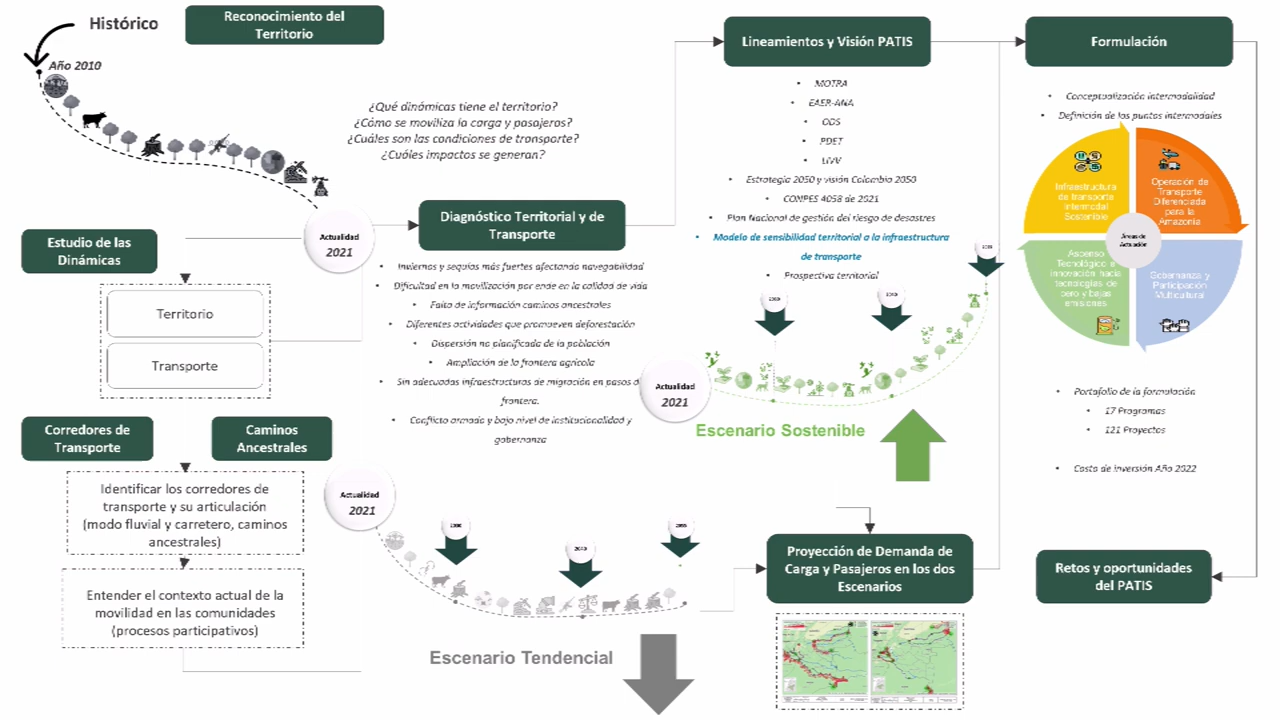 Histórico
Reconocimiento del
Territorio
Año 2010
¿Qué dinámicas tiene el territorio?
¿Cómo se moviliza la carga y pasajeros?
¿Cuáles son las condiciones de transporte?
¿Cuáles impactos se generan?
Actualidad
2021
Estudio de las
Dinámicas
Territorio
Transporte
Corredores de
Transporte
Caminos
Ancestrales
Identificar los corredores de
transporte y su articulación
(modo fluvial y carretero, caminos
ancestrales)
Entender el contexto actual de la
movilidad en las comunidades
(procesos participativos)
Diagnóstico Territorial y de
Transporte
• Inviernos y sequías más fuertes afectando navegabilidad
• Dificultad en la movilización por ende en la calidad de vida
• Falta de información caminos ancestrales
• Diferentes actividades que promueven deforestación
• Dispersión no planificada de la población
• Ampliación de la frontera agrícola
• Sin adecuadas infraestructuras de migración en pasos de
frontera.
• Conflicto armado y bajo nivel de institucionalidad y
gobernanza
Actualidad
2021
2030
2040
Escenario Tendencial
Lineamientos y Visión PATIS
• MOTRA
• EAER-ANA
• ODS
• PDET
• LIVV
• Estrategia 2050 y visión Colombia 2050
• CONPES 4058 de 2021
• Plan Nacional de gestión del riesgo de desastres
• Modelo de sensibilidad territorial a la infraestructura
de transporte
• Prospectiva territorial
Actualidad
2021
2030
2040
Escenario Sostenible
Proyección de Demanda de
Carga y Pasajeros en los dos
Escenarios
Formulación
• Conceptualización intermodalidad
• Definición de los puntos intermodales
Infraestructura
de transporte
Intermodal
Sostenible
Operación de
Transporte
Diferenciada
para la
Amazonía
Áreas de
Actuación
Ascenso
Tecnológico e
innovación hacia
tecnologías de
cero y bajas
emisiones
Gobernanza y
Participación
Multicultural
• Portafolio de la formulación
• 17 Programas
• 121 Proyectos
• Costo de inversión Año 2022
Retos y oportunidades
del PATIS